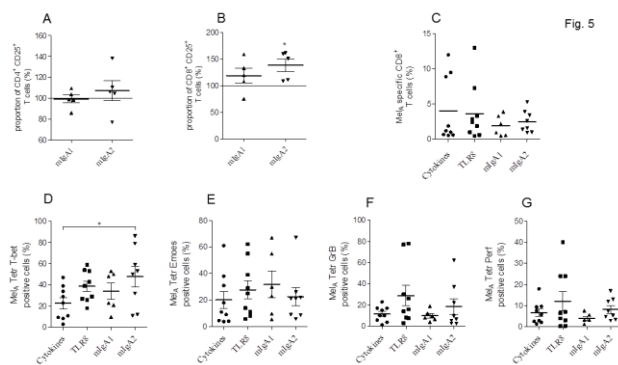 Fig. 5
A
proportion of CD4⁺ CD25⁺
T cells (%)
160
140
120
100
80
60
mIgA1
mIgA2
B
proportion of CD8⁺ CD25⁺
T cells (%)
200
150
100
50
0
*
mIgA1
mIgA2
C
MelA specific CD8⁺
T cells (%)
15
10
5
0
Cytokines
TLR8
mIgA1
mIgA2
D
MelA Tetr T-bet
positive cells (%)
100
80
60
40
20
0
*
Cytokines
TLR8
mIgA1
mIgA2
E
MelA Tetr Emoes
positive cells (%)
80
60
40
20
0
Cytokines
TLR8
mIgA1
mIgA2
F
MelA Tetr GrB
positive cells (%)
100
80
60
40
20
0
Cytokines
TLR8
mIgA1
mIgA2
G
MelA Tetr Perf
positive cells (%)
50
40
30
20
10
0
Cytokines
TLR8
mIgA1
mIgA2